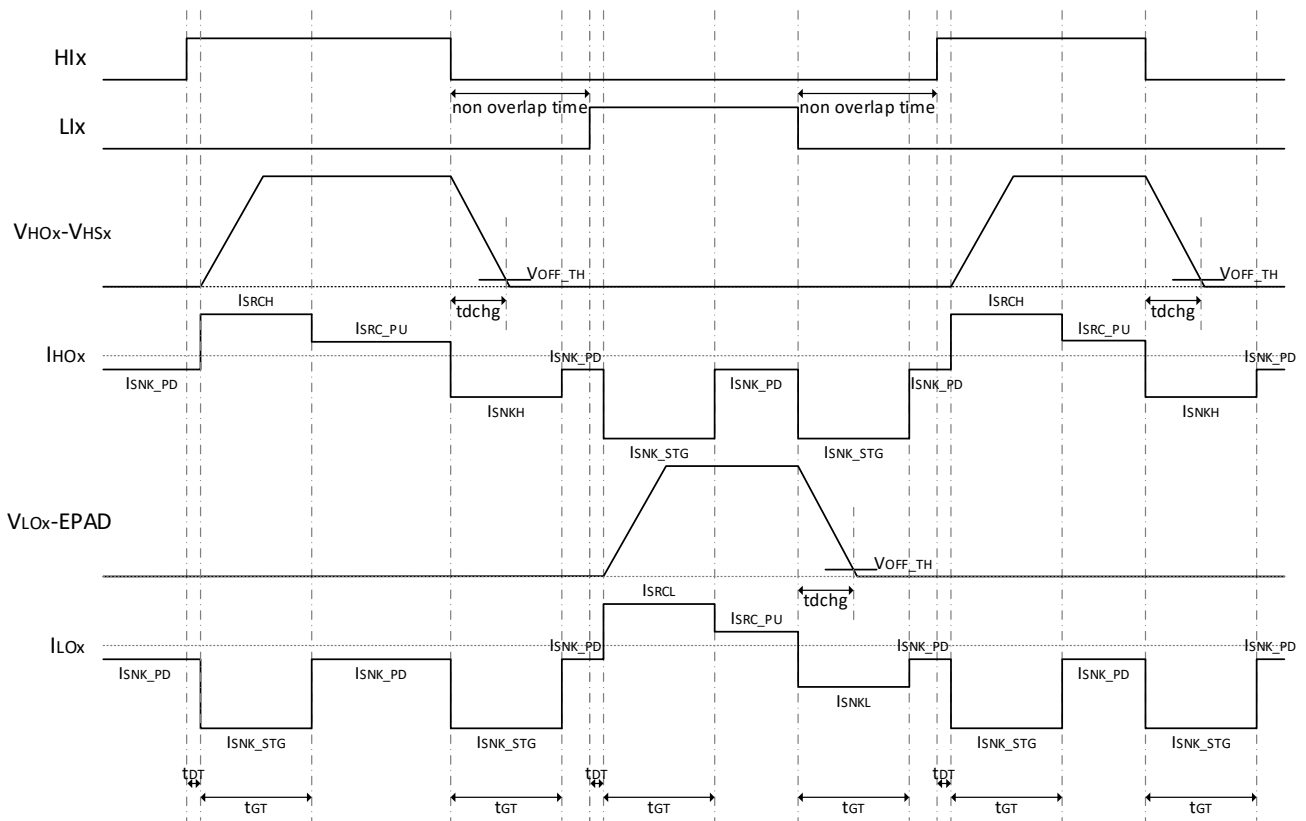 HIx
non overlap time non overlap time
LIx
VHOx-VHSx
VOFF_TH VOFF_TH
ISRCH tdchg ISRCH tdchg
ISRC_PU ISRC_PU
IHOx ISNK_PD ISNK_PD
ISNK_PD ISNK_PD ISNK_PD
ISNKH ISNKH
ISNK_STG ISNK_STG
VLOx-EPAD
VOFF_TH
ISRCL tdchg
ISRC_PU
ILOx ISNK_PD ISNK_PD ISNK_PD
ISNK_PD ISNK_PD ISNK_PD
ISNKL
ISNK_STG ISNK_STG ISNK_STG ISNK_STG
tDT tDT tDT
tGT tGT tGT tGT tGT tGT